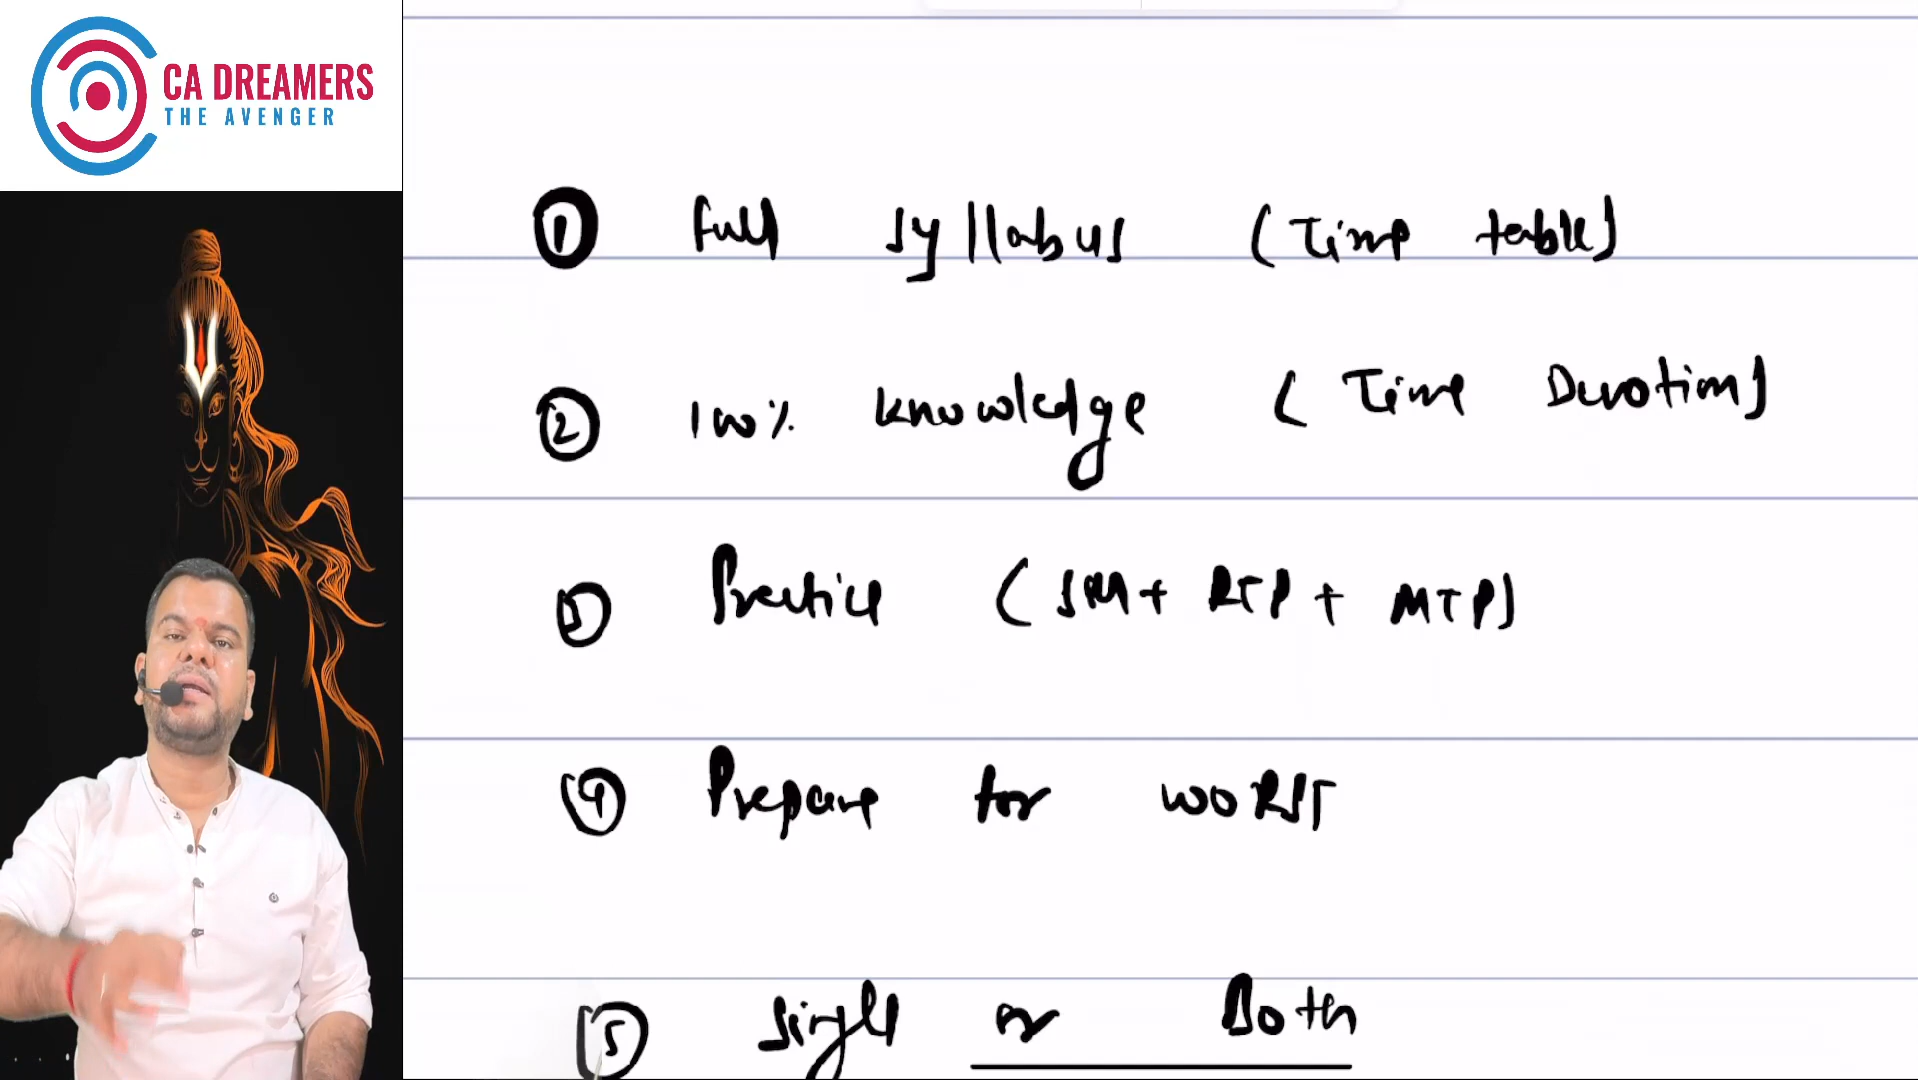 CA DREAMERS
THE AVENGER
① Full syllabus (Time table)
② 100% Knowledge (Time Devotion)
③ Practice (SM + RTP + MTP)
④ Prepare for WORST
⑤ Single or Both